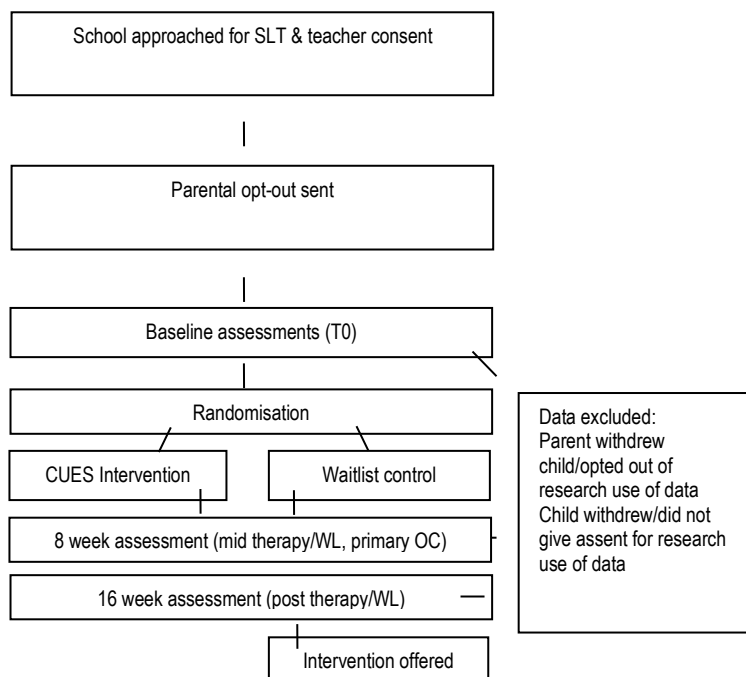 School approached for SLT & teacher consent
Parental opt-out sent
Baseline assessments (T0)
Randomisation
CUES Intervention
Waitlist control
8 week assessment (mid therapy/WL, primary OC)
16 week assessment (post therapy/WL)
Intervention offered
Data excluded:
Parent withdrew
child/opted out of
research use of data
Child withdrew/did not
give assent for research
use of data